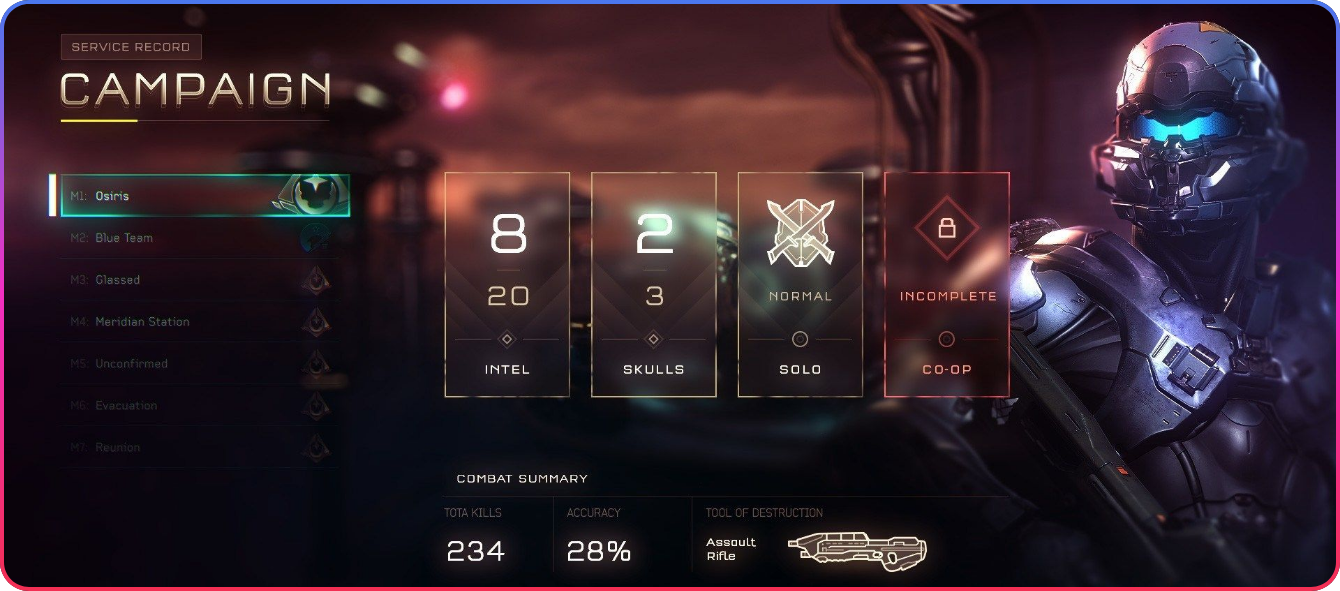 SERVICE RECORD
CAMPAIGN
M1: Osiris
M2: Blue Team
M3: Glassed
M4: Meridian Station
M5: Unconfirmed
M6: Evacuation
M7: Reunion
8
20
INTEL
2
3
SKULLS
NORMAL
SOLO
INCOMPLETE
CO-OP
COMBAT SUMMARY
TOTA KILLS
234
ACCURACY
28%
TOOL OF DESTRUCTION
Assault
Rifle